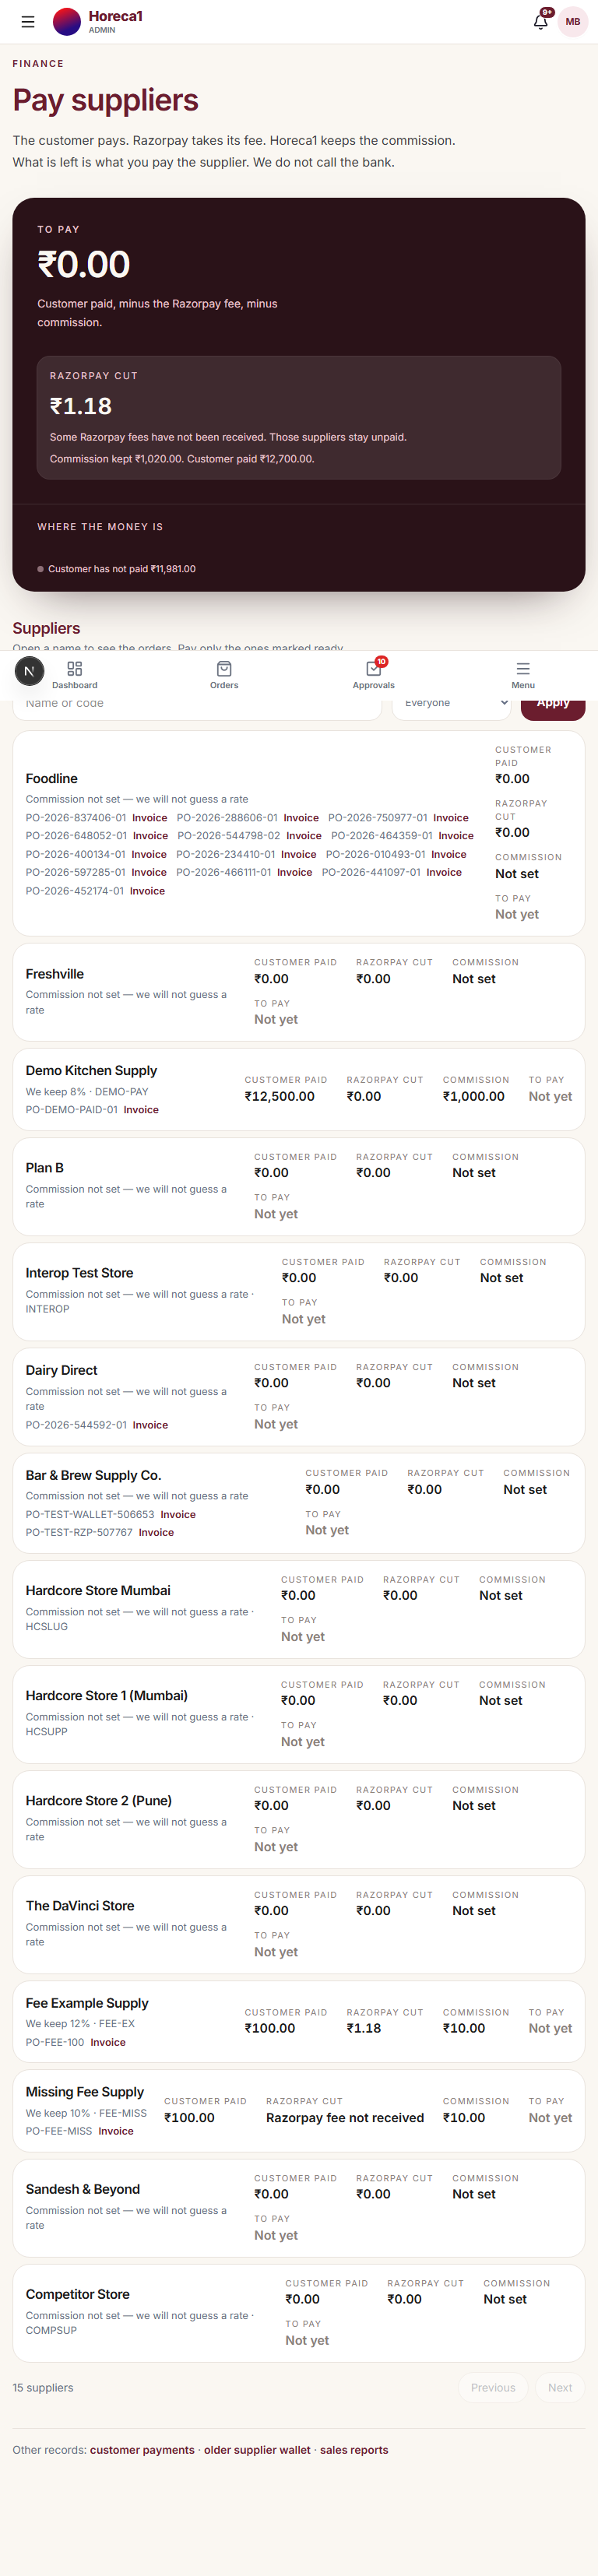 Horeca1
ADMIN
9+
MB
FINANCE
Pay suppliers
The customer pays. Razorpay takes its fee. Horeca1 keeps the commission.
What is left is what you pay the supplier. We do not call the bank.
TO PAY
₹0.00
Customer paid, minus the Razorpay fee, minus
commission.
RAZORPAY CUT
₹1.18
Some Razorpay fees have not been received. Those suppliers stay unpaid.
Commission kept ₹1,020.00. Customer paid ₹12,700.00.
WHERE THE MONEY IS
Customer has not paid ₹11,981.00
Suppliers
Open a name to see the orders. Pay only the ones marked ready.
N
Dashboard
Orders
10
Approvals
Menu
Name or code
Everyone
Apply
Foodline
Commission not set — we will not guess a rate
PO-2026-837406-01 Invoice PO-2026-288606-01 Invoice PO-2026-750977-01 Invoice
PO-2026-648052-01 Invoice PO-2026-544798-02 Invoice PO-2026-464359-01 Invoice
PO-2026-400134-01 Invoice PO-2026-234410-01 Invoice PO-2026-010493-01 Invoice
PO-2026-597285-01 Invoice PO-2026-466111-01 Invoice PO-2026-441097-01 Invoice
PO-2026-452174-01 Invoice
CUSTOMER
PAID
₹0.00
RAZORPAY
CUT
₹0.00
COMMISSION
Not set
TO PAY
Not yet
Freshville
Commission not set — we will not guess a
rate
CUSTOMER PAID RAZORPAY CUT COMMISSION
₹0.00 ₹0.00 Not set
TO PAY
Not yet
Demo Kitchen Supply
We keep 8% · DEMO-PAY
PO-DEMO-PAID-01 Invoice
CUSTOMER PAID RAZORPAY CUT COMMISSION TO PAY
₹12,500.00 ₹0.00 ₹1,000.00 Not yet
Plan B
Commission not set — we will not guess a
rate
CUSTOMER PAID RAZORPAY CUT COMMISSION
₹0.00 ₹0.00 Not set
TO PAY
Not yet
Interop Test Store
Commission not set — we will not guess a rate ·
INTEROP
CUSTOMER PAID RAZORPAY CUT COMMISSION
₹0.00 ₹0.00 Not set
TO PAY
Not yet
Dairy Direct
Commission not set — we will not guess a
rate
PO-2026-544592-01 Invoice
CUSTOMER PAID RAZORPAY CUT COMMISSION
₹0.00 ₹0.00 Not set
TO PAY
Not yet
Bar & Brew Supply Co.
Commission not set — we will not guess a rate
PO-TEST-WALLET-506653 Invoice
PO-TEST-RZP-507767 Invoice
CUSTOMER PAID RAZORPAY CUT COMMISSION
₹0.00 ₹0.00 Not set
TO PAY
Not yet
Hardcore Store Mumbai
Commission not set — we will not guess a rate ·
HCSLUG
CUSTOMER PAID RAZORPAY CUT COMMISSION
₹0.00 ₹0.00 Not set
TO PAY
Not yet
Hardcore Store 1 (Mumbai)
Commission not set — we will not guess a rate ·
HCSUPP
CUSTOMER PAID RAZORPAY CUT COMMISSION
₹0.00 ₹0.00 Not set
TO PAY
Not yet
Hardcore Store 2 (Pune)
Commission not set — we will not guess a
rate
CUSTOMER PAID RAZORPAY CUT COMMISSION
₹0.00 ₹0.00 Not set
TO PAY
Not yet
The DaVinci Store
Commission not set — we will not guess a
rate
CUSTOMER PAID RAZORPAY CUT COMMISSION
₹0.00 ₹0.00 Not set
TO PAY
Not yet
Fee Example Supply
We keep 12% · FEE-EX
PO-FEE-100 Invoice
CUSTOMER PAID RAZORPAY CUT COMMISSION TO PAY
₹100.00 ₹1.18 ₹10.00 Not yet
Missing Fee Supply
We keep 10% · FEE-MISS
PO-FEE-MISS Invoice
CUSTOMER PAID RAZORPAY CUT COMMISSION TO PAY
₹100.00 Razorpay fee not received ₹10.00 Not yet
Sandesh & Beyond
Commission not set — we will not guess a
rate
CUSTOMER PAID RAZORPAY CUT COMMISSION
₹0.00 ₹0.00 Not set
TO PAY
Not yet
Competitor Store
Commission not set — we will not guess a rate ·
COMPSUP
CUSTOMER PAID RAZORPAY CUT COMMISSION
₹0.00 ₹0.00 Not set
TO PAY
Not yet
15 suppliers
Previous
Next
Other records: customer payments · older supplier wallet · sales reports